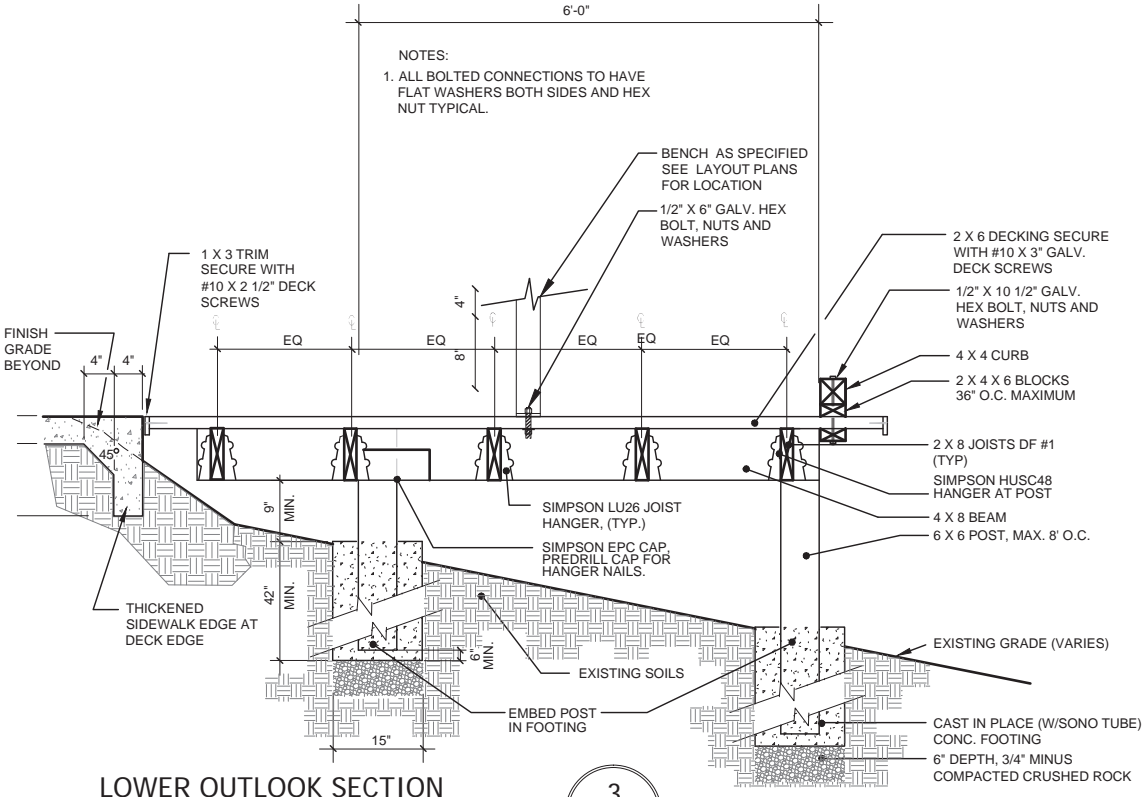 6'-0"
NOTES:
1. ALL BOLTED CONNECTIONS TO HAVE
FLAT WASHERS BOTH SIDES AND HEX
NUT TYPICAL.
BENCH AS SPECIFIED
SEE LAYOUT PLANS
FOR LOCATION
1/2" X 6" GALV. HEX
BOLT, NUTS AND
WASHERS
1 X 3 TRIM
SECURE WITH
#10 X 2 1/2" DECK
SCREWS
2 X 6 DECKING SECURE
WITH #10 X 3" GALV.
DECK SCREWS
1/2" X 10 1/2" GALV.
HEX BOLT, NUTS AND
WASHERS
4 X 4 CURB
2 X 4 X 6 BLOCKS
36" O.C. MAXIMUM
FINISH
GRADE
BEYOND
4"
4"
45°
EQ
EQ
EQ
EQ
EQ
4"
8"
2 X 8 JOISTS DF #1
(TYP)
SIMPSON HUSC48
HANGER AT POST
4 X 8 BEAM
6 X 6 POST, MAX. 8' O.C.
9"
MIN.
SIMPSON LU26 JOIST
HANGER, (TYP.)
SIMPSON EPC CAP,
PREDRILL CAP FOR
HANGER NAILS.
42"
MIN.
THICKENED
SIDEWALK EDGE AT
DECK EDGE
6"
MIN.
EXISTING SOILS
EXISTING GRADE (VARIES)
EMBED POST
IN FOOTING
CAST IN PLACE (W/SONO TUBE)
CONC. FOOTING
6" DEPTH, 3/4" MINUS
COMPACTED CRUSHED ROCK
15"
LOWER OUTLOOK SECTION
3